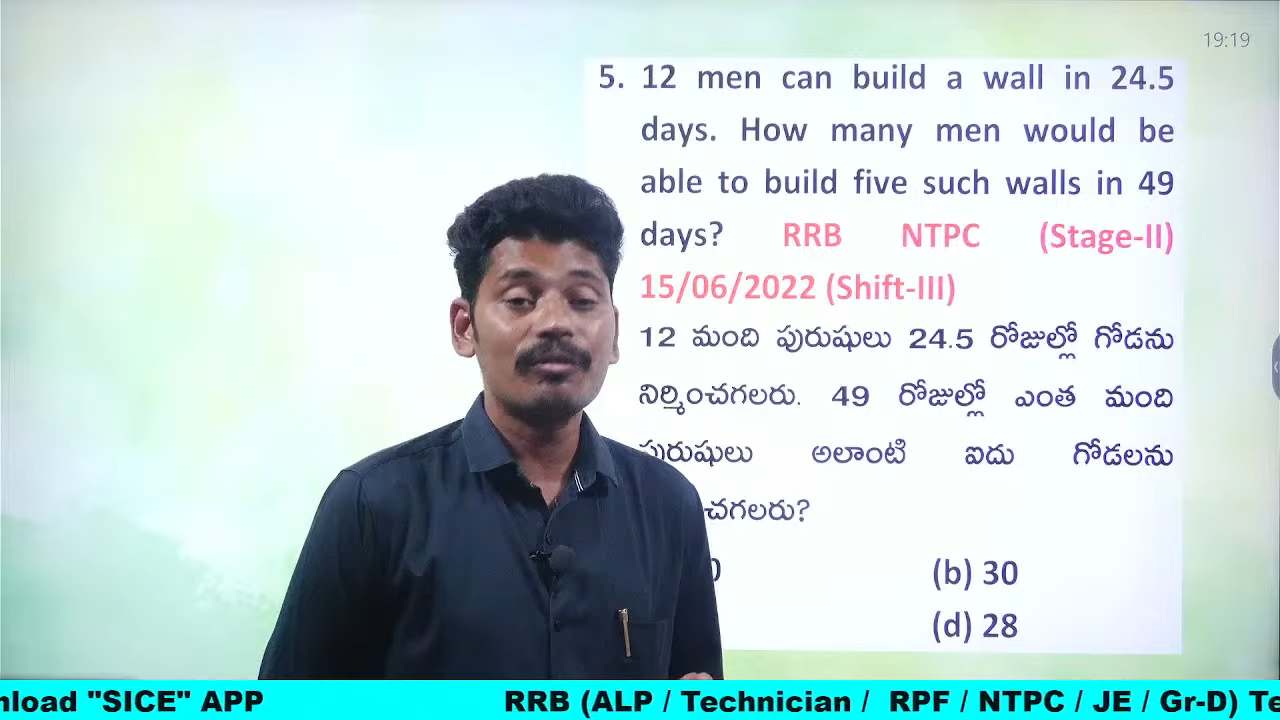 19:19
5. 12 men can build a wall in 24.5
days. How many men would be
able to build five such walls in 49
days? RRB NTPC (Stage-II)
15/06/2022 (Shift-III)
12 మంది పురుషులు 24.5 రోజుల్లో గోడను
నిర్మించగలరు. 49 రోజుల్లో ఎంత మంది
పురుషులు అలాంటి ఐదు గోడలను
చగలరు?
(b) 30
(d) 28
nload "SICE" APP RRB (ALP / Technician / RPF / NTPC / JE / Gr-D) Te